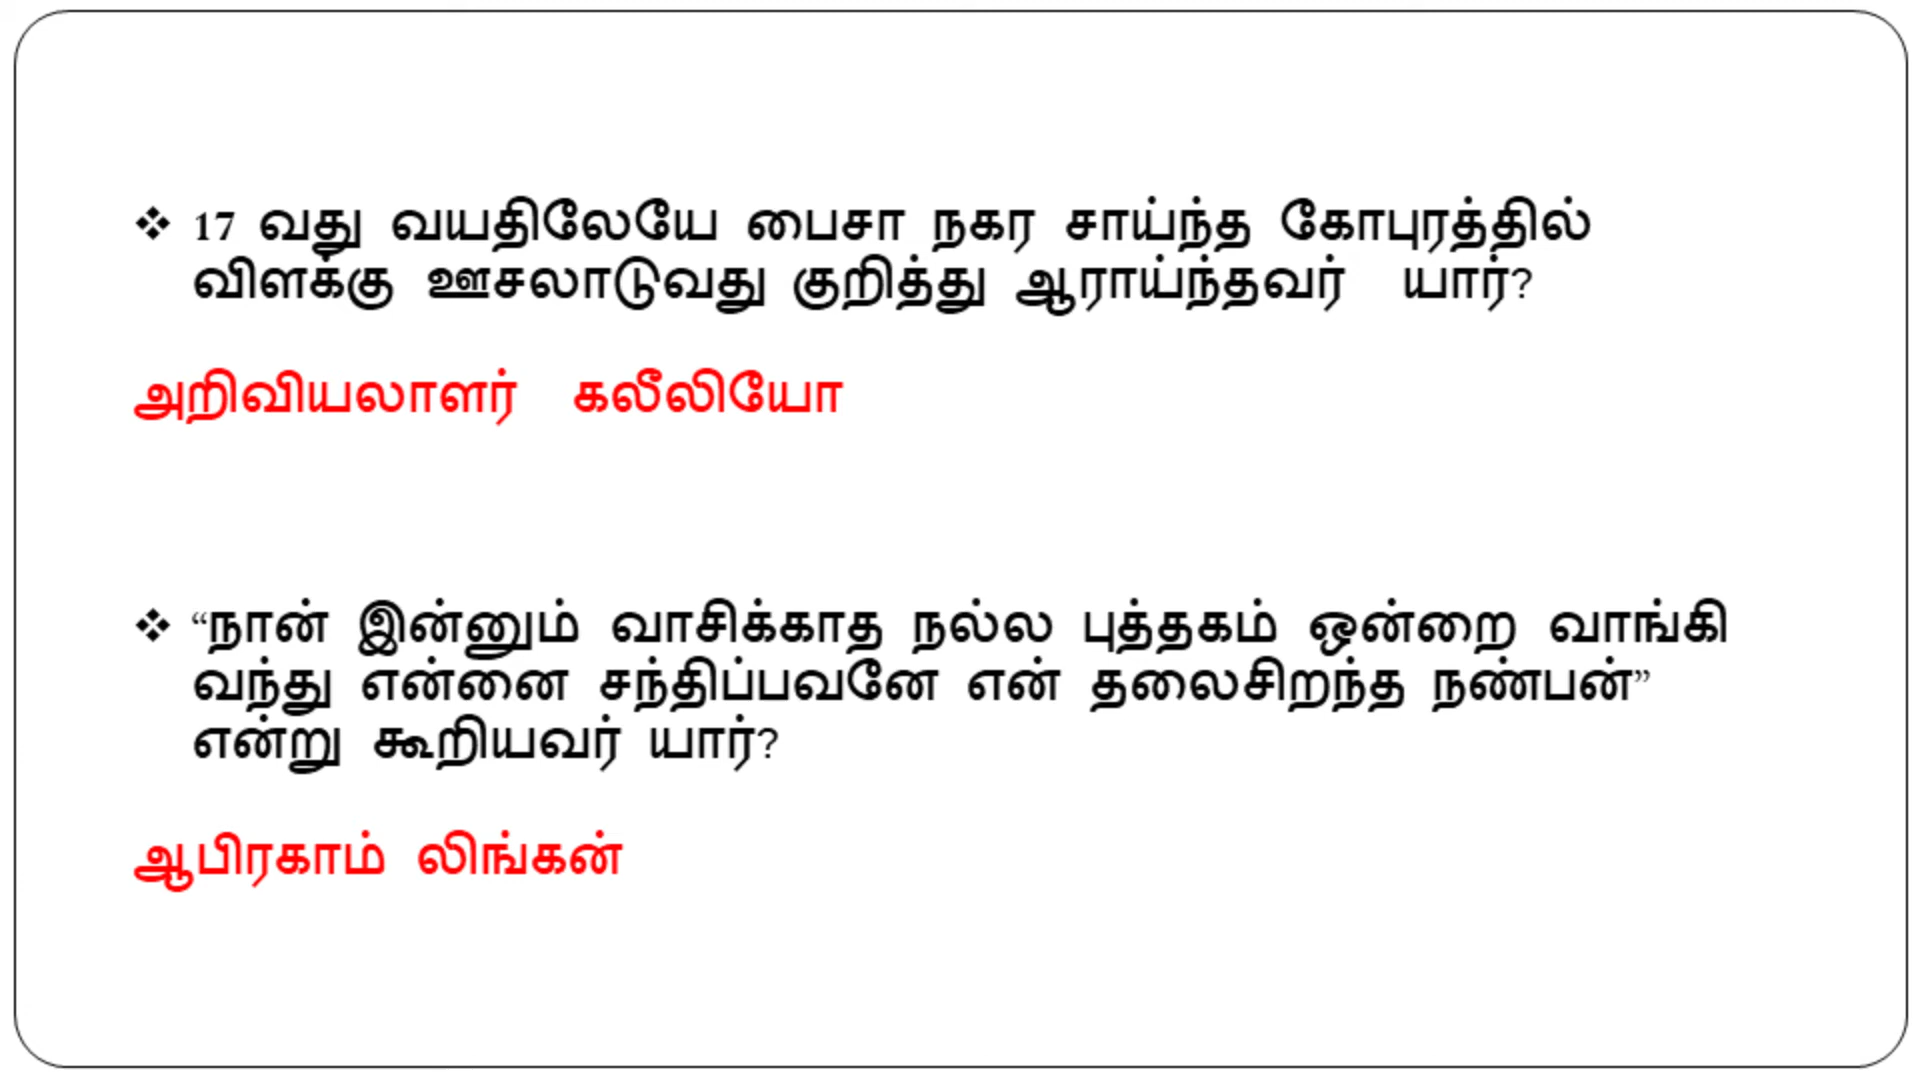 ❖ 17 வது வயதிலேயே பைசா நகர சாய்ந்த கோபுரத்தில்
விளக்கு ஊசலாடுவது குறித்து ஆராய்ந்தவர் யார்?
அறிவியலாளர் கலீலியோ
❖ “நான் இன்னும் வாசிக்காத நல்ல புத்தகம் ஒன்றை வாங்கி
வந்து என்னை சந்திப்பவனே என் தலைசிறந்த நண்பன்”
என்று கூறியவர் யார்?
ஆபிரகாம் லிங்கன்